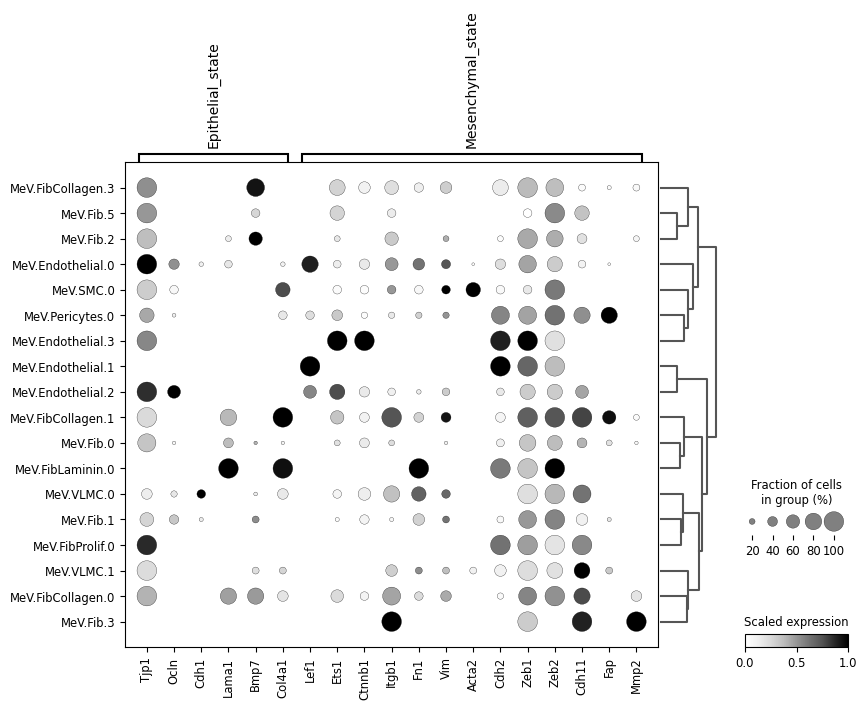 Epithelial_state
Mesenchymal_state
MeV.FibCollagen.3
MeV.Fib.5
MeV.Fib.2
MeV.Endothelial.0
MeV.SMC.0
MeV.Pericytes.0
MeV.Endothelial.3
MeV.Endothelial.1
MeV.Endothelial.2
MeV.FibCollagen.1
MeV.Fib.0
MeV.FibLaminin.0
MeV.VLMC.0
MeV.Fib.1
MeV.FibProlif.0
MeV.VLMC.1
MeV.FibCollagen.0
MeV.Fib.3
Tjp1
Ocln
Cdh1
Lama1
Bmp7
Col4a1
Lef1
Ets1
Ctnnb1
Itgb1
Fn1
Vim
Acta2
Cdh2
Zeb1
Zeb2
Cdh11
Fap
Mmp2
Fraction of cells
in group (%)
20 40 60 80 100
Scaled expression
0.0 0.5 1.0